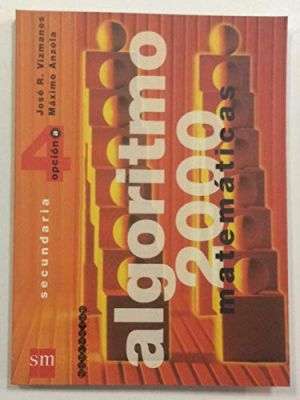 José R. Vizmanos
Máximo Anzola
secundaria
4
opción a
algoritmo
2000
matemáticas
sm